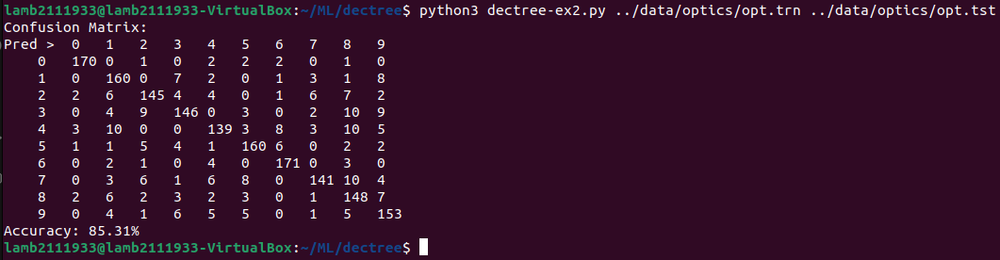 lamb2111933@lamb2111933-VirtualBox:~/ML/dectree$ python3 dectree-ex2.py ../data/optics/opt.trn ../data/optics/opt.tst
Confusion Matrix:
Pred >  0   1   2   3   4   5   6   7   8   9
    0   170 0   1   0   2   2   2   0   1   0
    1   0   160 0   7   2   0   1   3   1   8
    2   2   6   145 4   4   0   1   6   7   2
    3   0   4   9   146 0   3   0   2   10  9
    4   3   10  0   0   139 3   8   3   10  5
    5   1   1   5   4   1   160 6   0   2   2
    6   0   2   1   0   4   0   171 0   3   0
    7   0   3   6   1   6   8   0   141 10  4
    8   2   6   2   3   2   3   0   1   148 7
    9   0   4   1   6   5   5   0   1   5   153
Accuracy: 85.31%
lamb2111933@lamb2111933-VirtualBox:~/ML/dectree$